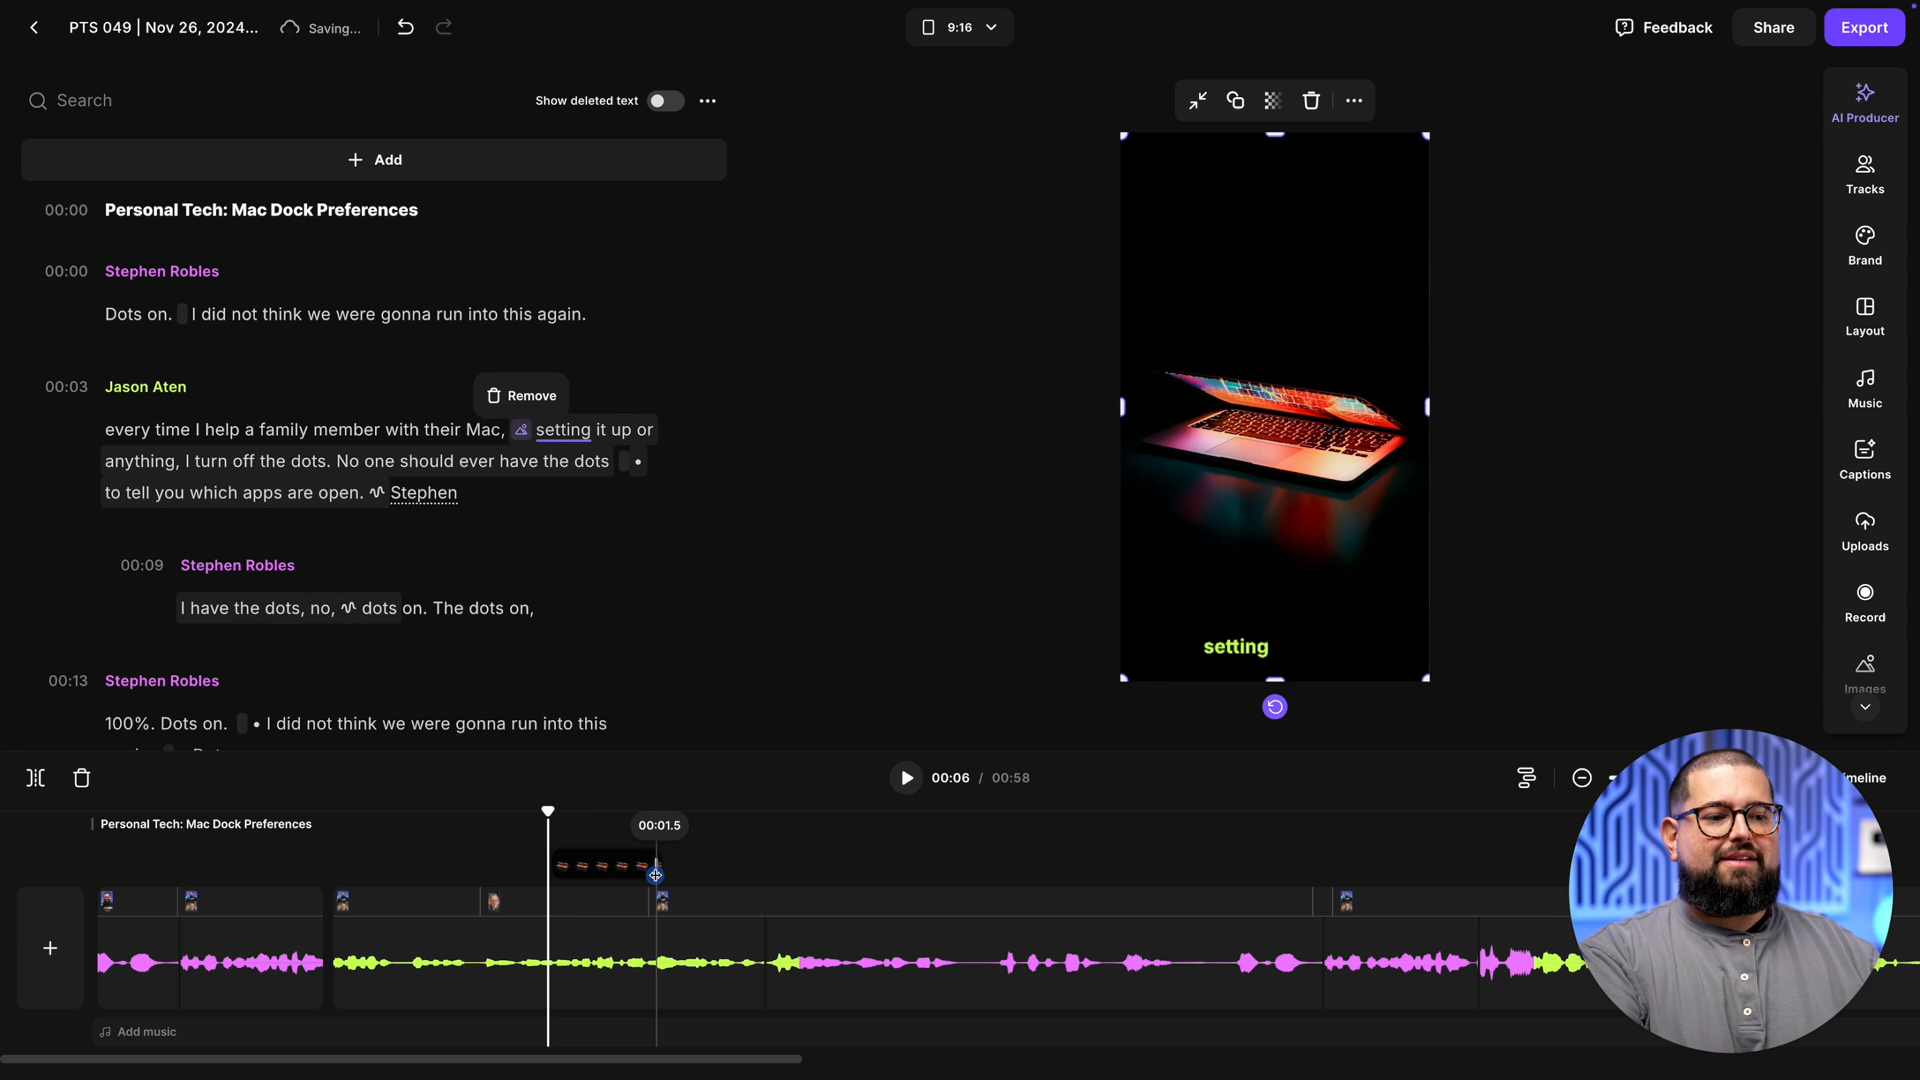 PTS 049 | Nov 26, 2024...
Saving...
9:16
Feedback
Share
Export
Search
Show deleted text
Add
00:00
Personal Tech: Mac Dock Preferences
00:00
Stephen Robles
Dots on. I did not think we were gonna run into this again.
00:03
Jason Aten
Remove
every time I help a family member with their Mac, setting it up or
anything, I turn off the dots. No one should ever have the dots •
to tell you which apps are open. Stephen
00:09
Stephen Robles
I have the dots, no, dots on. The dots on,
00:13
Stephen Robles
100%. Dots on. • I did not think we were gonna run into this
setting
AI Producer
Tracks
Brand
Layout
Music
Captions
Uploads
Record
Images
00:06 / 00:58
Personal Tech: Mac Dock Preferences
00:01.5
Add music